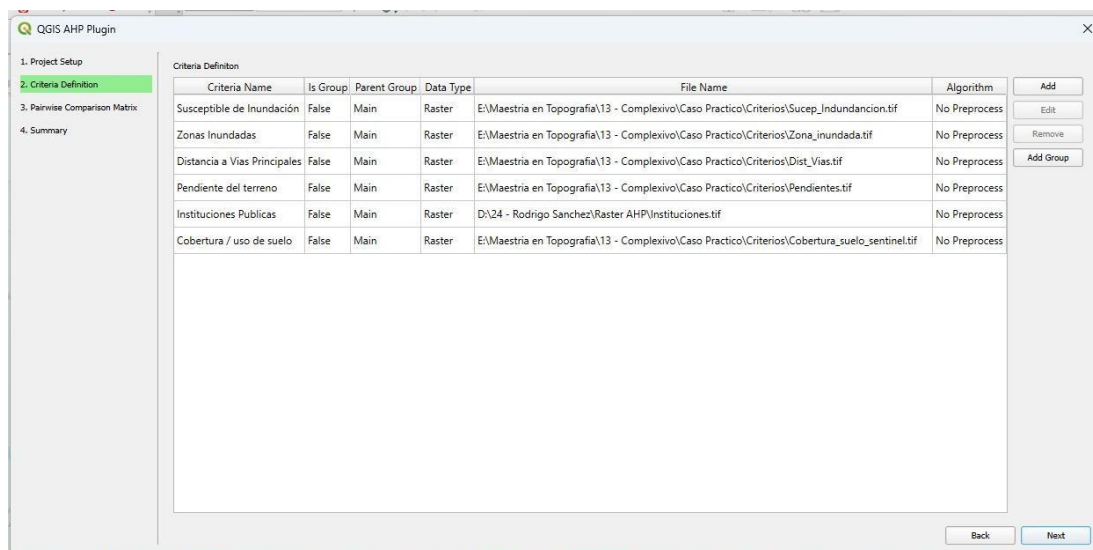 QGIS AHP Plugin
1. Project Setup
2. Criteria Definition
3. Pairwise Comparison Matrix
4. Summary
Criteria Definiton
Criteria Name Is Group Parent Group Data Type File Name Algorithm
Susceptible de Inundación False Main Raster E:\Maestria en Topografia\13 - Complexivo\Caso Practico\Criterios\Sucep_Indundancion.tif No Preprocess
Zonas Inundadas False Main Raster E:\Maestria en Topografia\13 - Complexivo\Caso Practico\Criterios\Zona_inundada.tif No Preprocess
Distancia a Vias Principales False Main Raster E:\Maestria en Topografia\13 - Complexivo\Caso Practico\Criterios\Dist_Vias.tif No Preprocess
Pendiente del terreno False Main Raster E:\Maestria en Topografia\13 - Complexivo\Caso Practico\Criterios\Pendientes.tif No Preprocess
Instituciones Publicas False Main Raster D:\24 - Rodrigo Sanchez\Raster AHP\Instituciones.tif No Preprocess
Cobertura / uso de suelo False Main Raster E:\Maestria en Topografia\13 - Complexivo\Caso Practico\Criterios\Cobertura_suelo_sentinel.tif No Preprocess
Add
Edit
Remove
Add Group
Back Next